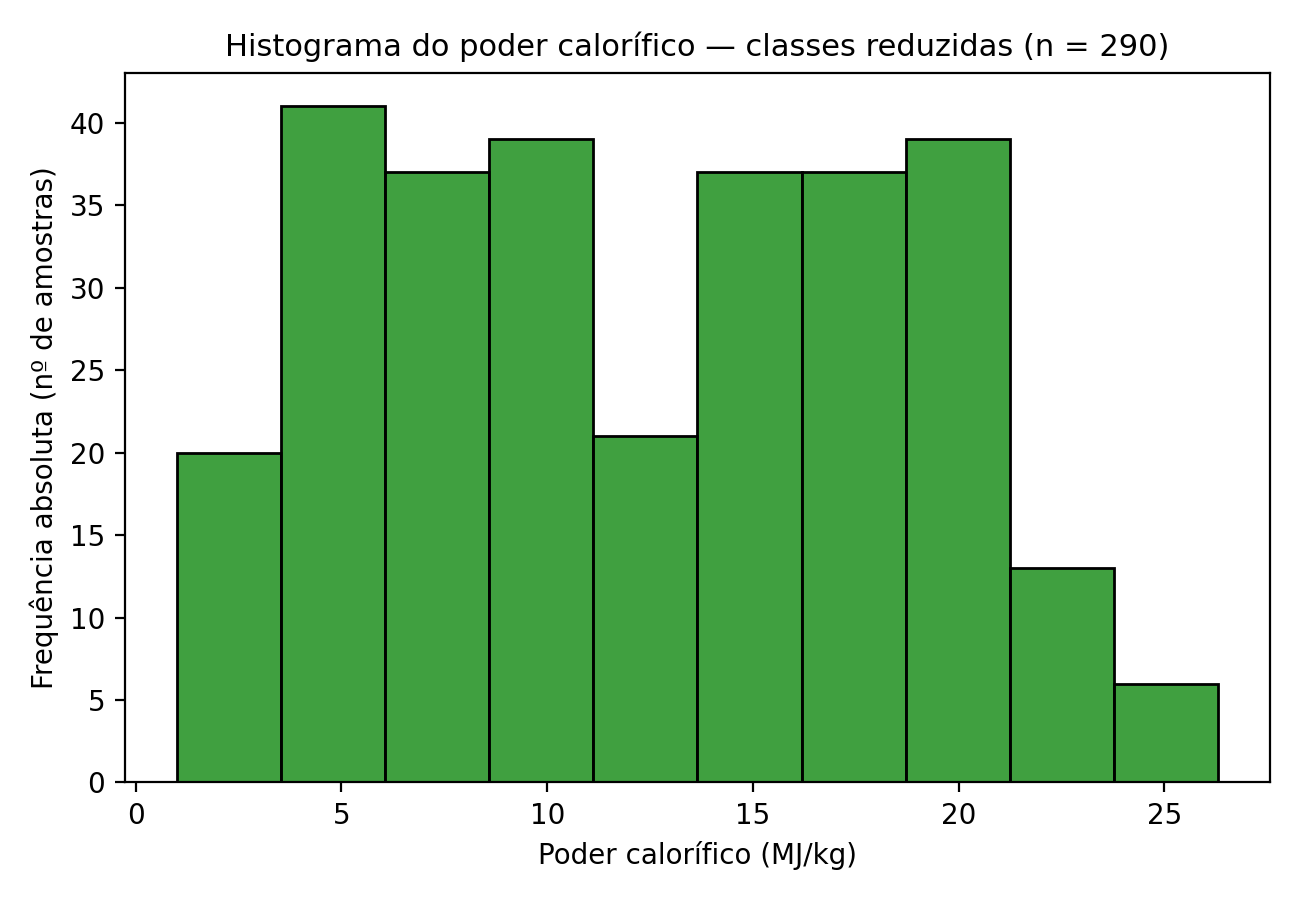 Histograma do poder calorífico — classes reduzidas (n = 290)
Frequência absoluta (nº de amostras)
40
35
30
25
20
15
10
5
0
0 5 10 15 20 25
Poder calorífico (MJ/kg)